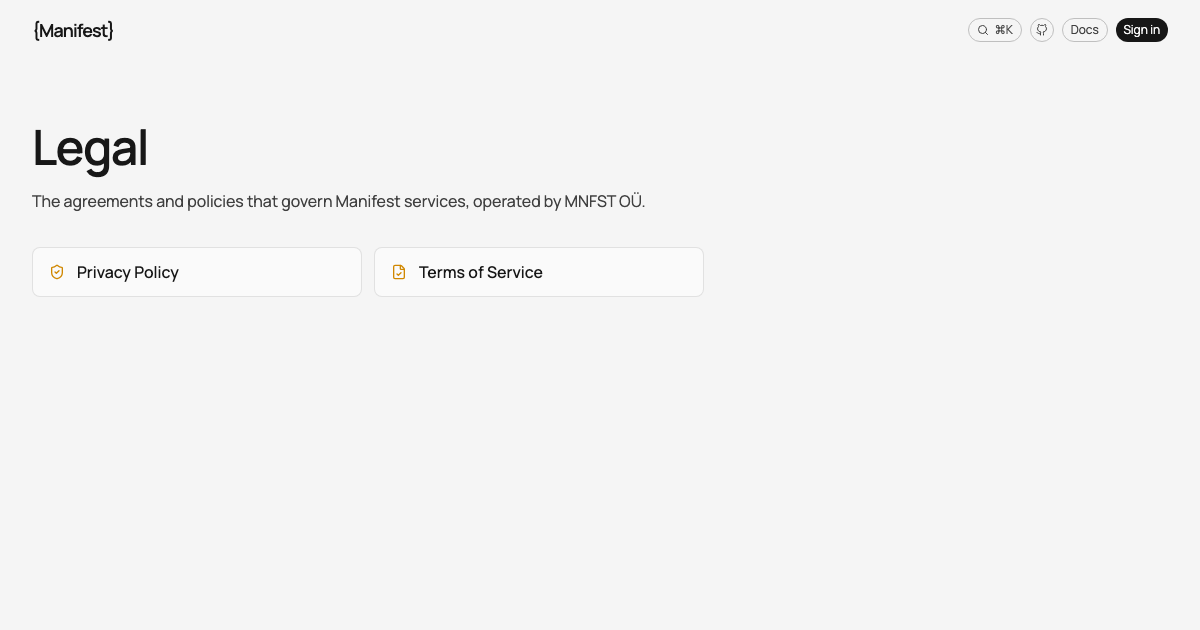 {Manifest}
⌘K
Docs
Sign in
Legal
The agreements and policies that govern Manifest services, operated by MNFST OÜ.
Privacy Policy
Terms of Service